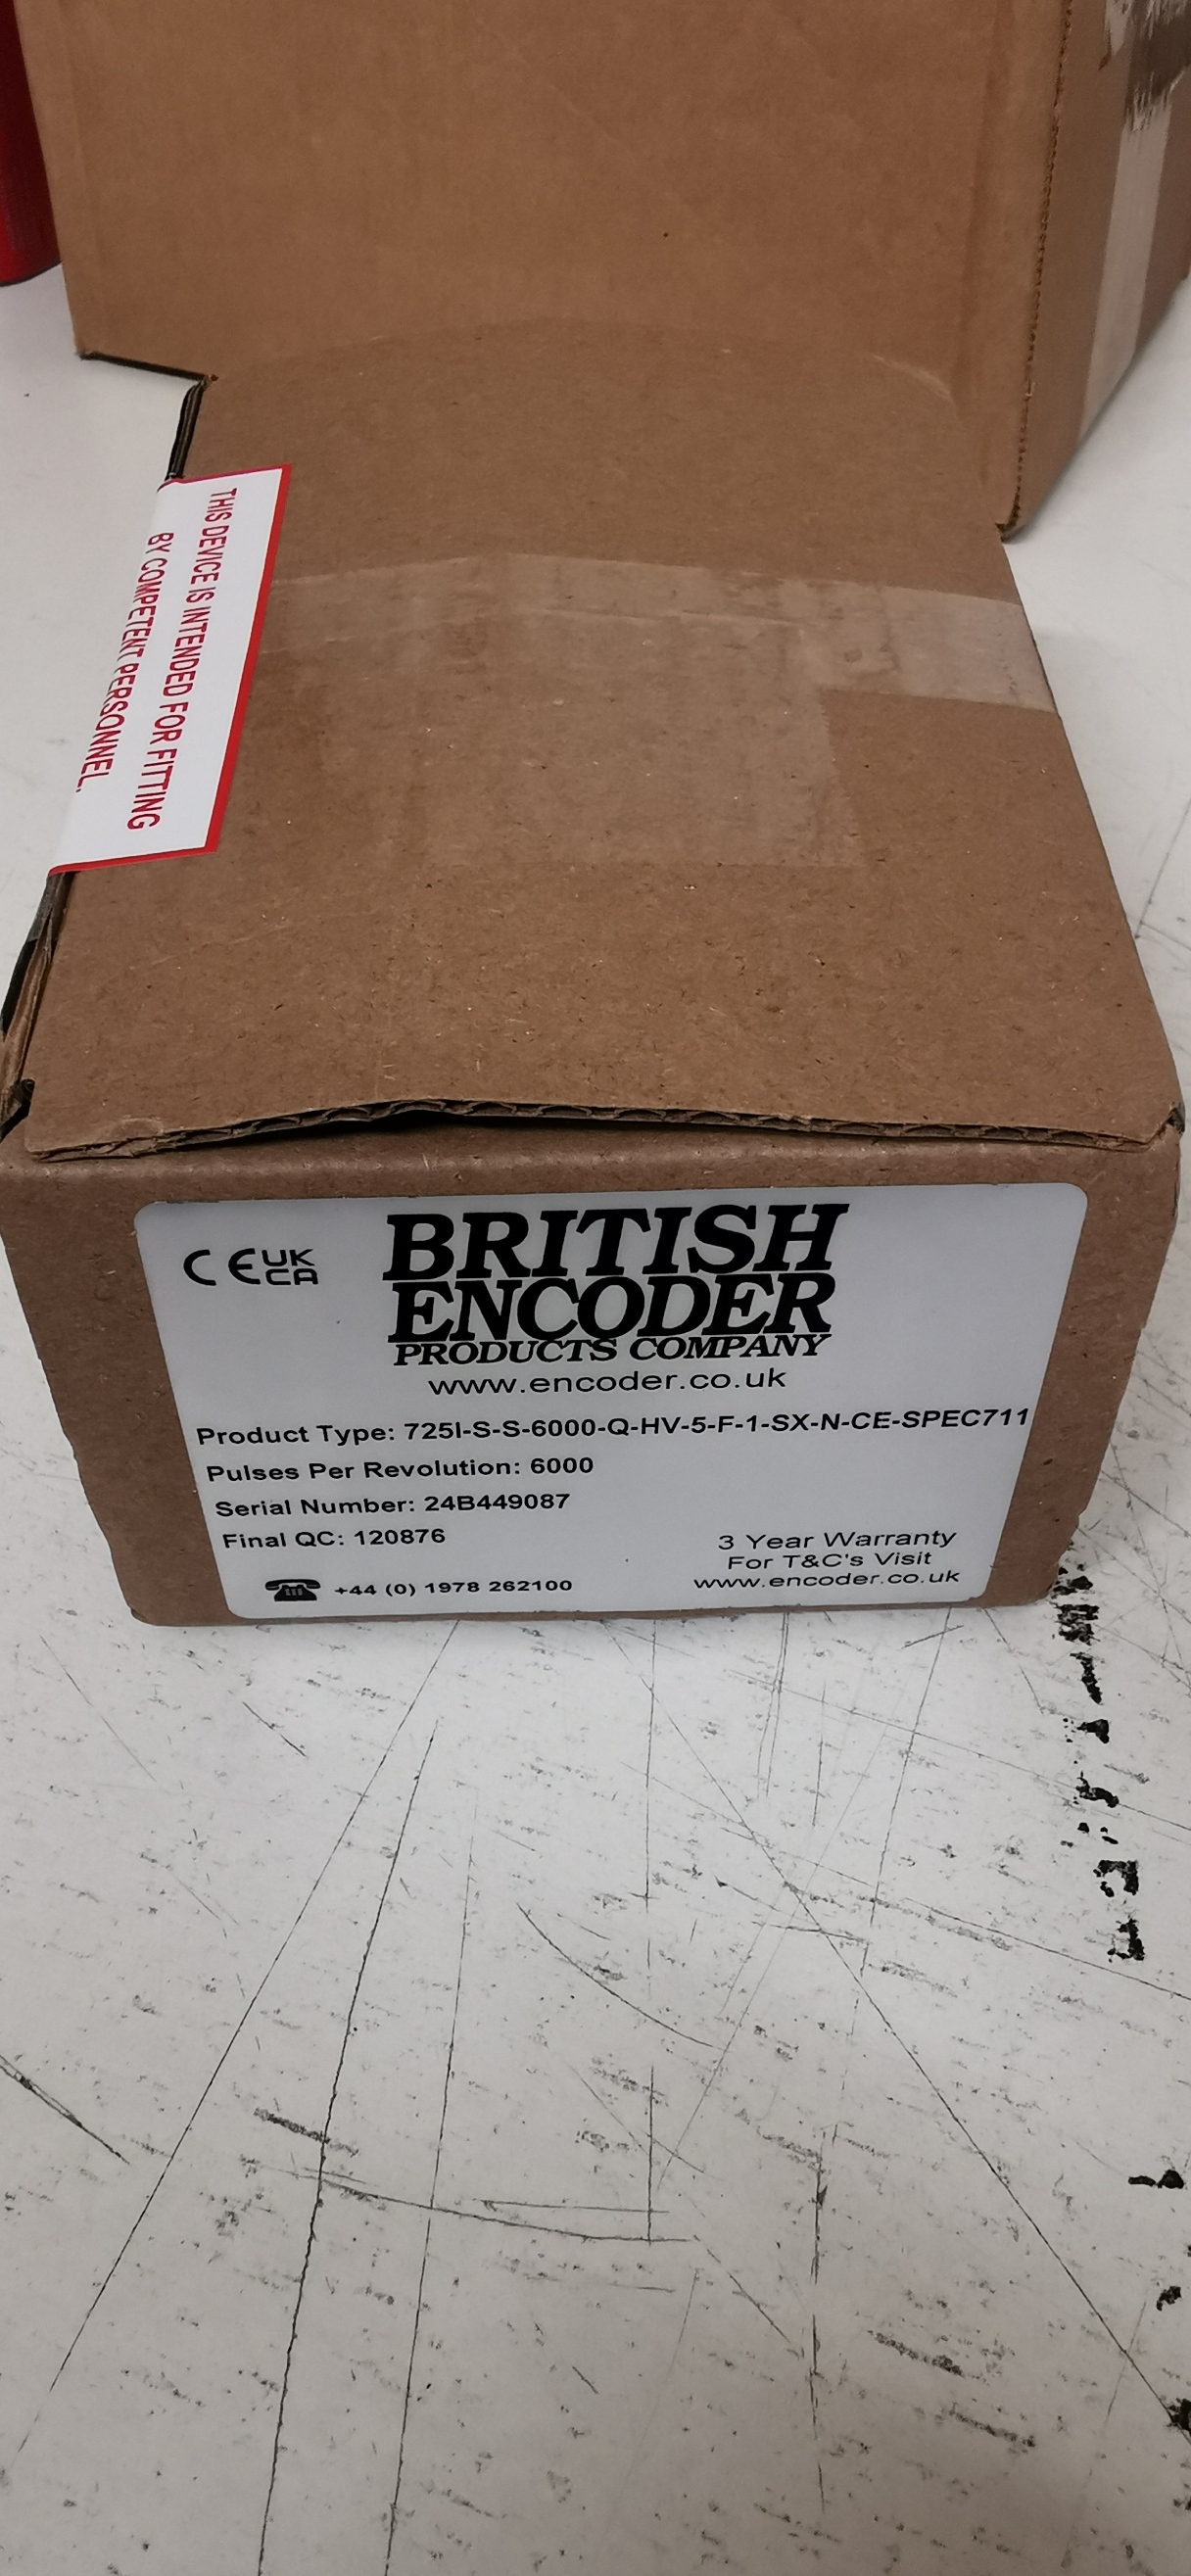 THIS DEVICE IS INTENDED FOR FITTING
BY COMPETENT PERSONNEL.
CE UK
CA
BRITISH
ENCODER
PRODUCTS COMPANY
www.encoder.co.uk
Product Type: 725I-S-S-6000-Q-HV-5-F-1-SX-N-CE-SPEC711
Pulses Per Revolution: 6000
Serial Number: 24B449087
Final QC: 120876
3 Year Warranty
For T&C's Visit
www.encoder.co.uk
+44 (0) 1978 262100